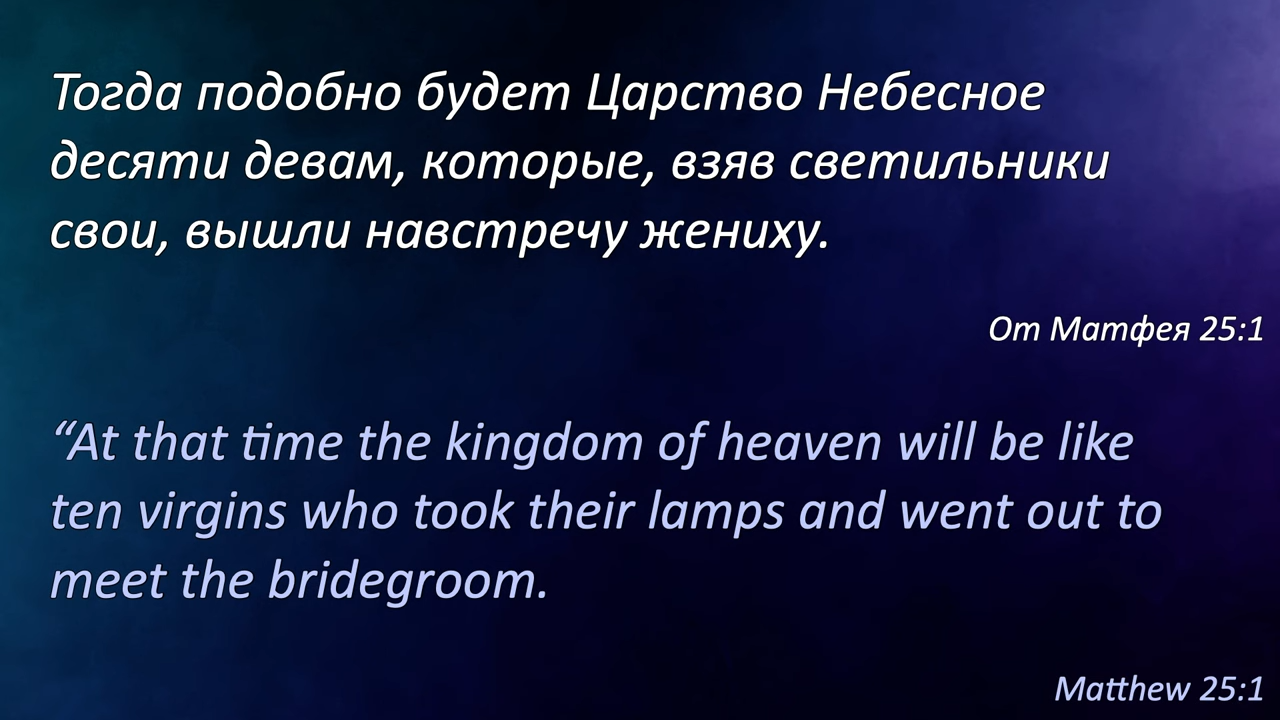 Тогда подобно будет Царство Небесное
десяти девам, которые, взяв светильники
свои, вышли навстречу жениху.
От Матфея 25:1
“At that time the kingdom of heaven will be like
ten virgins who took their lamps and went out to
meet the bridegroom.
Matthew 25:1